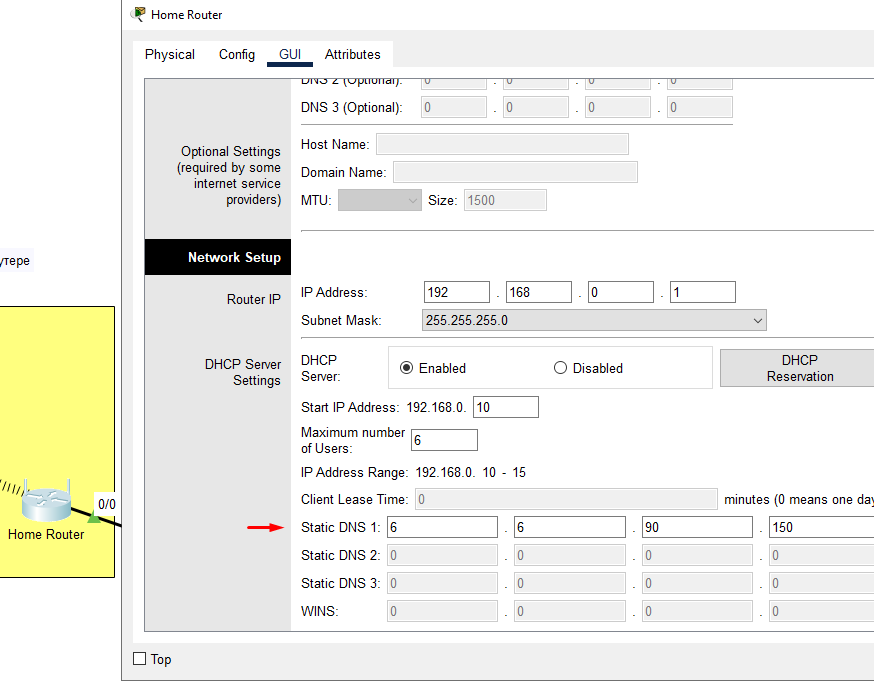 Home Router
Physical Config GUI Attributes
DNS 2 (Optional): 0 . 0 . 0 . 0
DNS 3 (Optional): 0 . 0 . 0 . 0
Optional Settings
(required by some
internet service
providers)
Host Name:
Domain Name:
MTU: Size: 1500
Network Setup
Router IP
IP Address: 192 . 168 . 0 . 1
Subnet Mask: 255.255.255.0
DHCP Server
Settings
DHCP
Server:
Enabled Disabled
DHCP
Reservation
Start IP Address: 192.168.0. 10
Maximum number
of Users: 6
IP Address Range: 192.168.0. 10 - 15
Client Lease Time: 0 minutes (0 means one day
Static DNS 1: 6 . 6 . 90 . 150
Static DNS 2: 0 . 0 . 0 . 0
Static DNS 3: 0 . 0 . 0 . 0
WINS: 0 . 0 . 0 . 0
Top
утере
0/0
Home Router